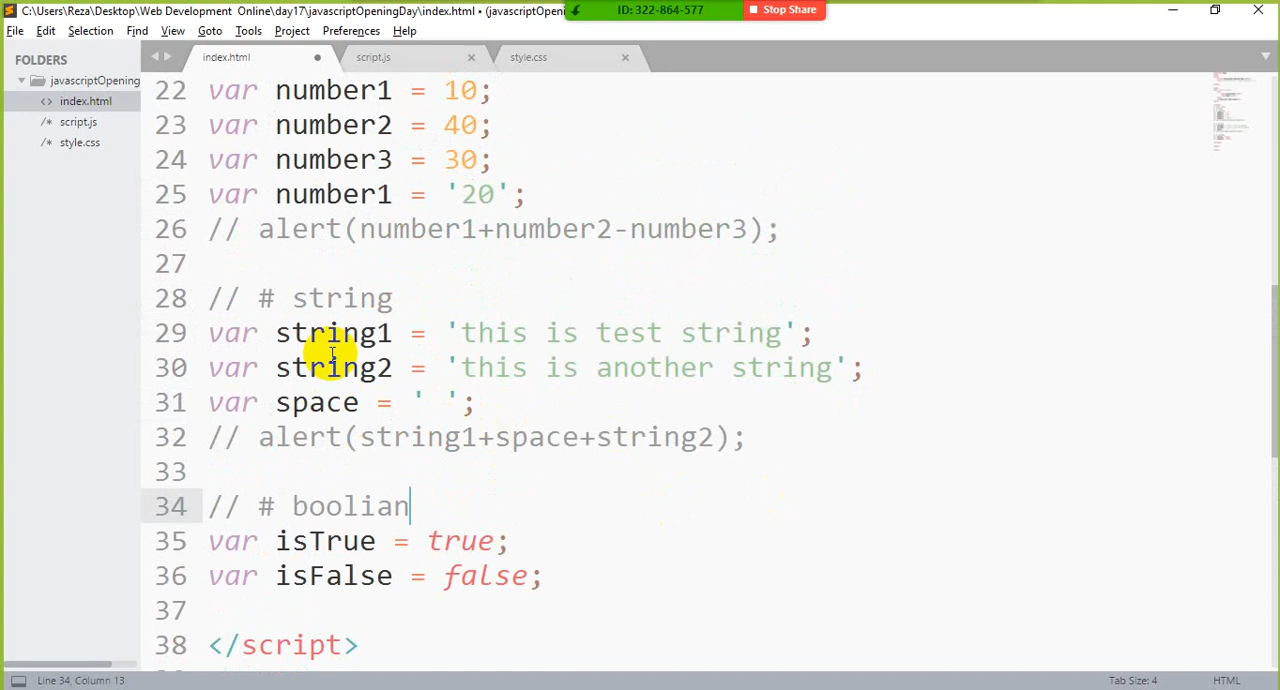 C:\Users\Reza\Desktop\Web Development Online\day17\javascriptOpeningDay\index.html • (javascriptOpeni
ID: 322-864-577
Stop Share
File Edit Selection Find View Goto Tools Project Preferences Help
FOLDERS
javascriptOpening
index.html
script.js
style.css
index.html
script.js
style.css
22 var number1 = 10;
23 var number2 = 40;
24 var number3 = 30;
25 var number1 = '20';
26 // alert(number1+number2-number3);
27
28 // # string
29 var string1 = 'this is test string';
30 var string2 = 'this is another string';
31 var space = ' ';
32 // alert(string1+space+string2);
33
34 // # boolian
35 var isTrue = true;
36 var isFalse = false;
37
38 </script>
Line 34, Column 13
Tab Size: 4
HTML